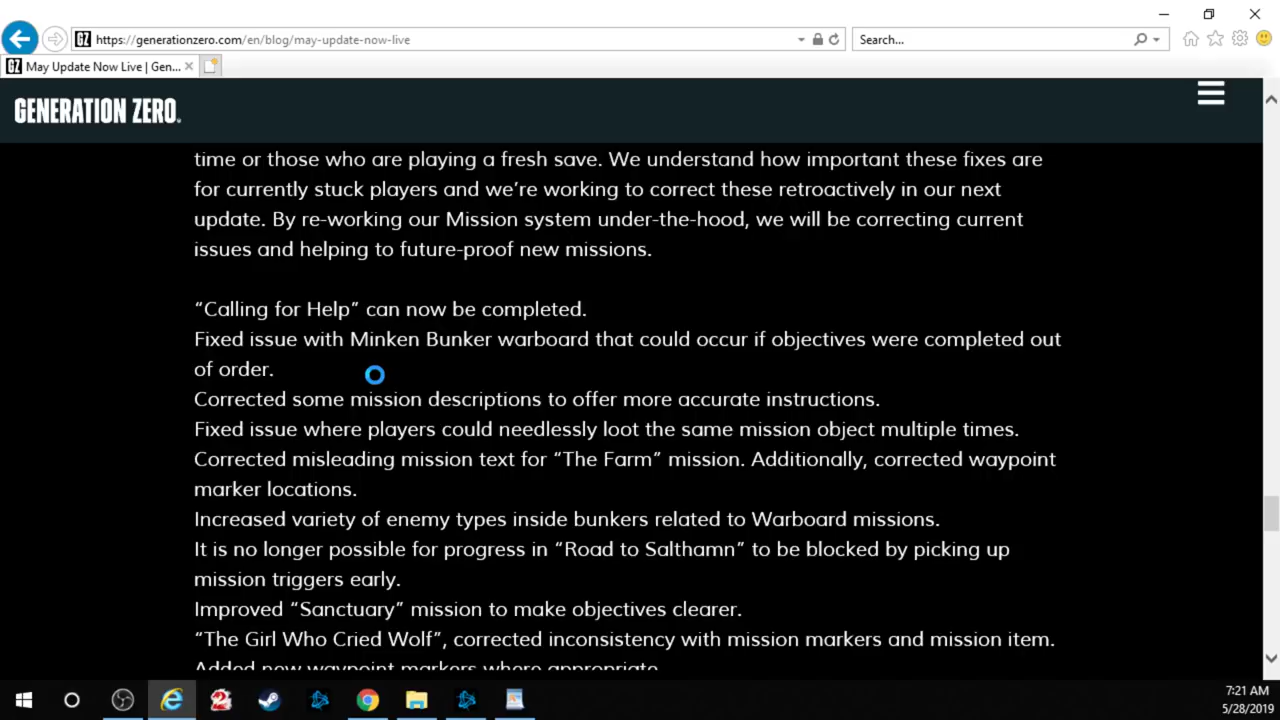 https://generationzero.com/en/blog/may-update-now-live
Search...
GZ May Update Now Live | Gen...
GENERATION ZERO.
time or those who are playing a fresh save. We understand how important these fixes are
for currently stuck players and we’re working to correct these retroactively in our next
update. By re-working our Mission system under-the-hood, we will be correcting current
issues and helping to future-proof new missions.
“Calling for Help” can now be completed.
Fixed issue with Minken Bunker warboard that could occur if objectives were completed out
of order.
Corrected some mission descriptions to offer more accurate instructions.
Fixed issue where players could needlessly loot the same mission object multiple times.
Corrected misleading mission text for “The Farm” mission. Additionally, corrected waypoint
marker locations.
Increased variety of enemy types inside bunkers related to Warboard missions.
It is no longer possible for progress in “Road to Salthamn” to be blocked by picking up
mission triggers early.
Improved “Sanctuary” mission to make objectives clearer.
“The Girl Who Cried Wolf”, corrected inconsistency with mission markers and mission item.
Added new waypoint markers where appropriate.
7:21 AM
5/28/2019